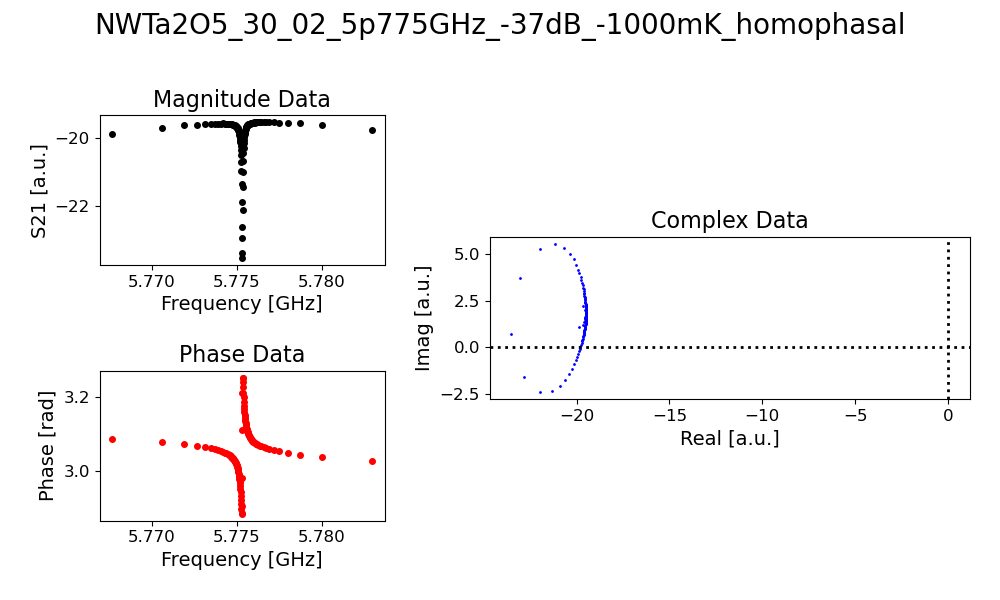 NWTa2O5_30_02_5p775GHz_-37dB_-1000mK_homophasal
Magnitude Data
S21 [a.u.]
−20
−22
5.770
5.775
5.780
Frequency [GHz]
Phase Data
Phase [rad]
3.2
3.0
5.770
5.775
5.780
Frequency [GHz]
Complex Data
Imag [a.u.]
5.0
2.5
0.0
−2.5
−20
−15
−10
−5
0
Real [a.u.]